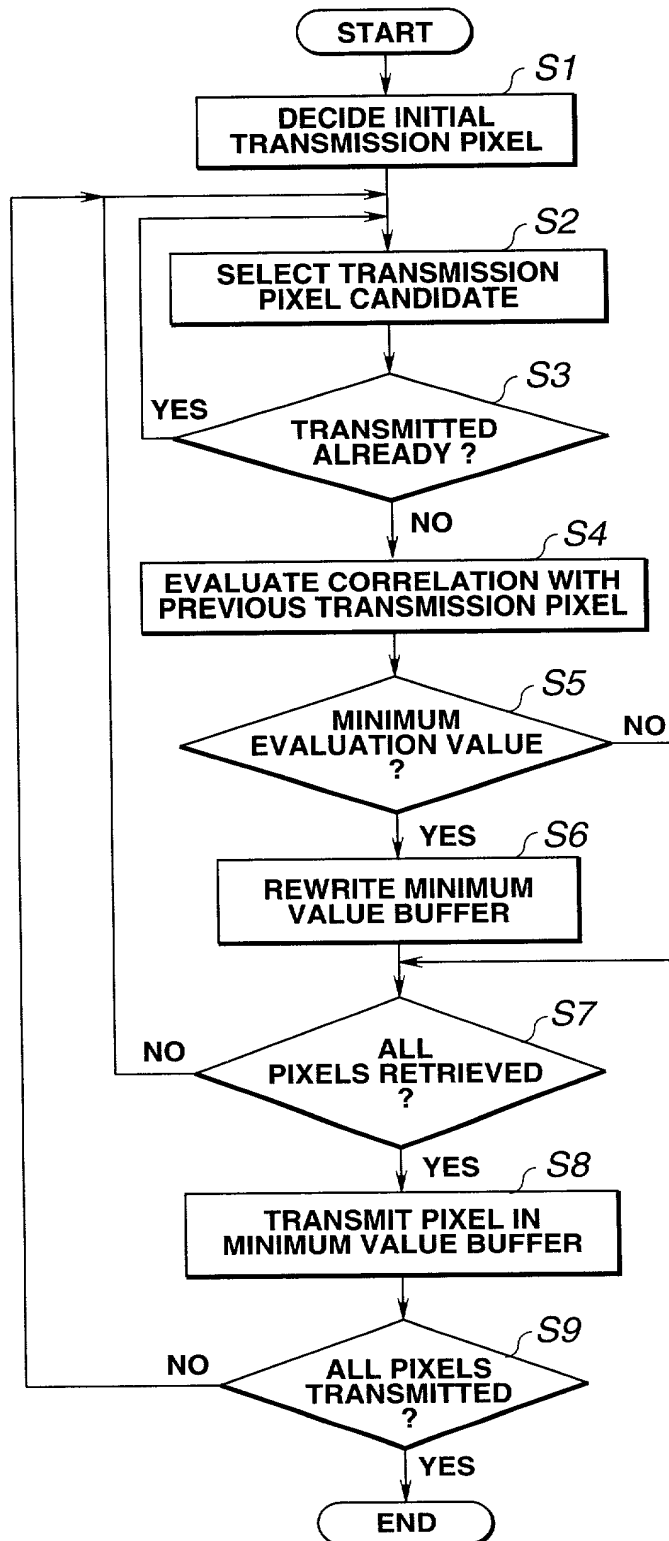 START
S1
DECIDE INITIAL
TRANSMISSION PIXEL
S2
SELECT TRANSMISSION
PIXEL CANDIDATE
S3
YES
TRANSMITTED
ALREADY ?
NO
S4
EVALUATE CORRELATION WITH
PREVIOUS TRANSMISSION PIXEL
S5
MINIMUM
EVALUATION VALUE
?
NO
YES
S6
REWRITE MINIMUM
VALUE BUFFER
S7
NO
ALL
PIXELS RETRIEVED
?
YES
S8
TRANSMIT PIXEL IN
MINIMUM VALUE BUFFER
S9
NO
ALL PIXELS
TRANSMITTED
?
YES
END